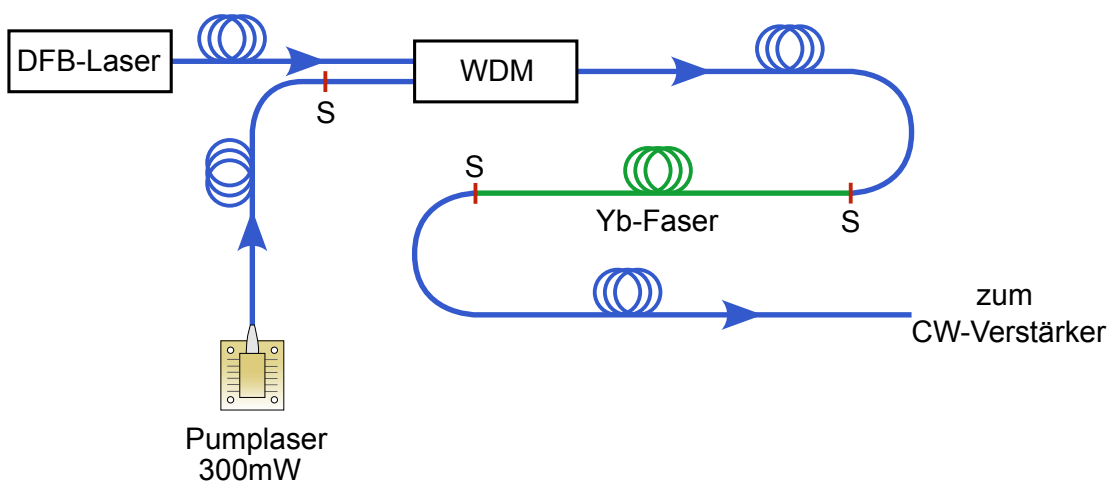 DFB-Laser
WDM
S
S
S
Yb-Faser
zum
CW-Verstärker
Pumplaser
300mW